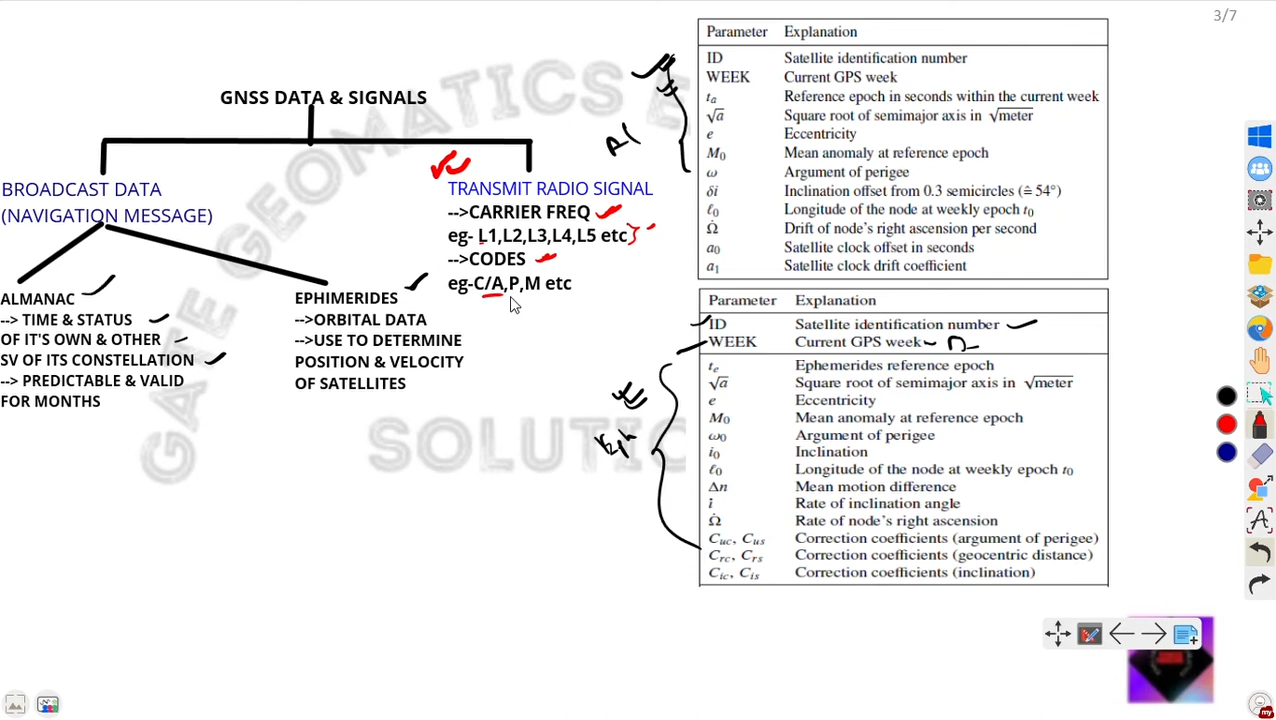 3/7
GNSS DATA & SIGNALS
BROADCAST DATA
(NAVIGATION MESSAGE)
ALMANAC
--> TIME & STATUS
OF IT'S OWN & OTHER
SV OF ITS CONSTELLATION
--> PREDICTABLE & VALID
FOR MONTHS
EPHIMERIDES
-->ORBITAL DATA
-->USE TO DETERMINE
POSITION & VELOCITY
OF SATELLITES
TRANSMIT RADIO SIGNAL
-->CARRIER FREQ
eg- L1,L2,L3,L4,L5 etc
-->CODES
eg-C/A,P,M etc
Parameter Explanation
ID Satellite identification number
WEEK Current GPS week
tₐ Reference epoch in seconds within the current week
√a Square root of semimajor axis in √meter
e Eccentricity
M₀ Mean anomaly at reference epoch
ω Argument of perigee
δi Inclination offset from 0.3 semicircles (≙ 54°)
ℓ₀ Longitude of the node at weekly epoch t₀
Ω̇ Drift of node's right ascension per second
a₀ Satellite clock offset in seconds
a₁ Satellite clock drift coefficient
Parameter Explanation
ID Satellite identification number
WEEK Current GPS week
tₑ Ephemerides reference epoch
√a Square root of semimajor axis in √meter
e Eccentricity
M₀ Mean anomaly at reference epoch
ω₀ Argument of perigee
i₀ Inclination
ℓ₀ Longitude of the node at weekly epoch t₀
Δn Mean motion difference
i̇ Rate of inclination angle
Ω̇ Rate of node's right ascension
Cuc, Cus Correction coefficients (argument of perigee)
Crc, Crs Correction coefficients (geocentric distance)
Cic, Cis Correction coefficients (inclination)
Al
Eph
GATE GEOMATICS E
SOLUTI
my